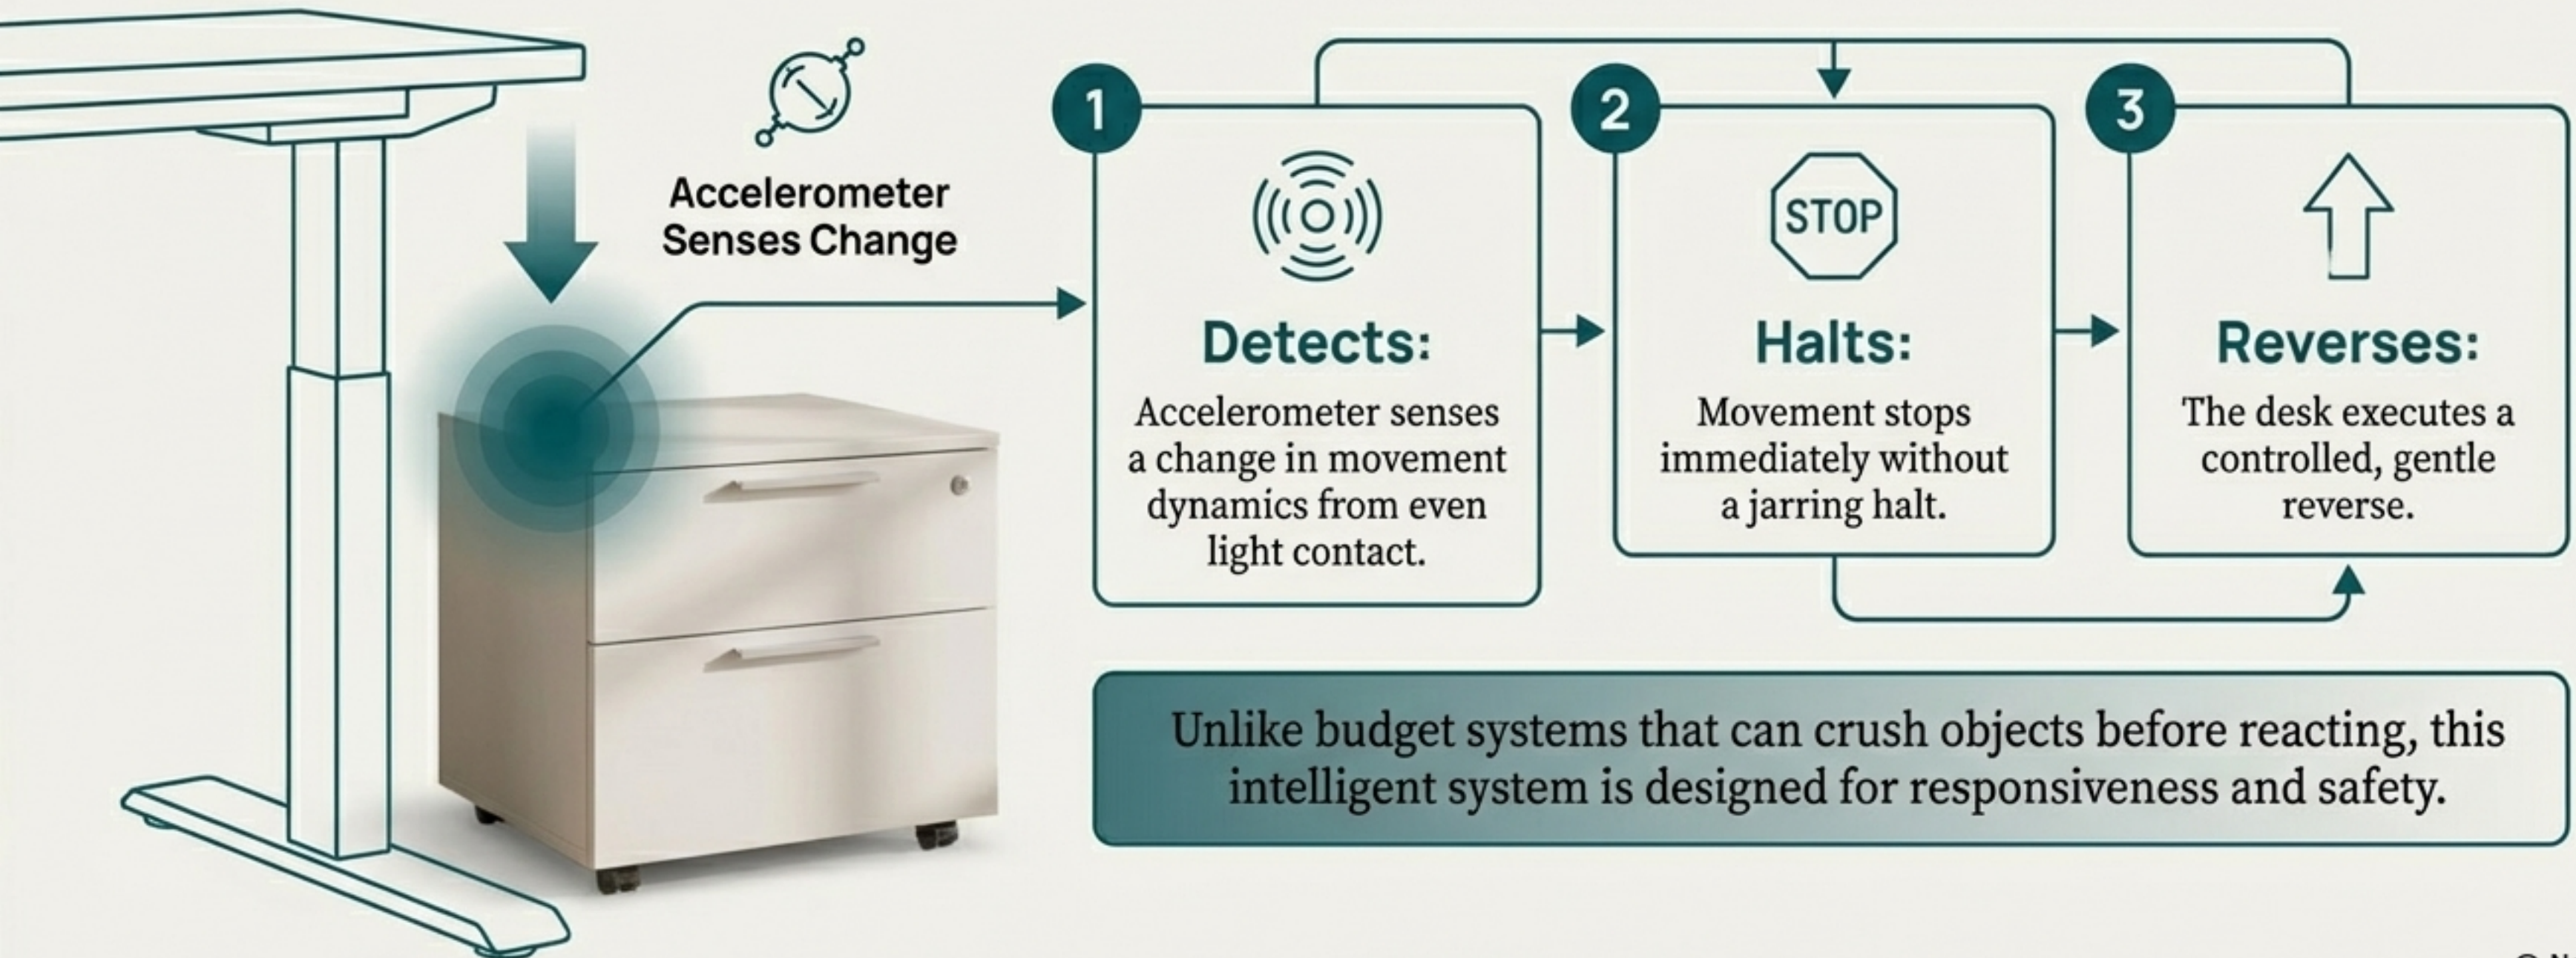 Accelerometer
Senses Change
1
STOP
Detects:
Accelerometer senses
a change in movement
dynamics from even
light contact.
2
Halts:
Movement stops
immediately without
a jarring halt.
3
Reverses:
The desk executes a
controlled, gentle
reverse.
Unlike budget systems that can crush objects before reacting, this
intelligent system is designed for responsiveness and safety.